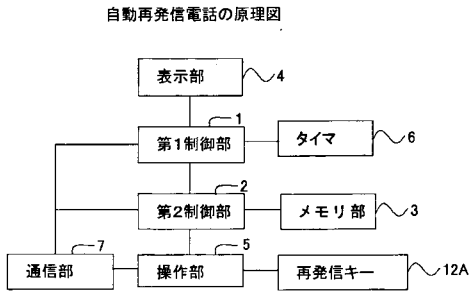 自動再発信電話の原理図
表示部
4
1
第1制御部
タイマ
6
2
第2制御部
メモリ部
3
7
5
通信部
操作部
再発信キー
12A